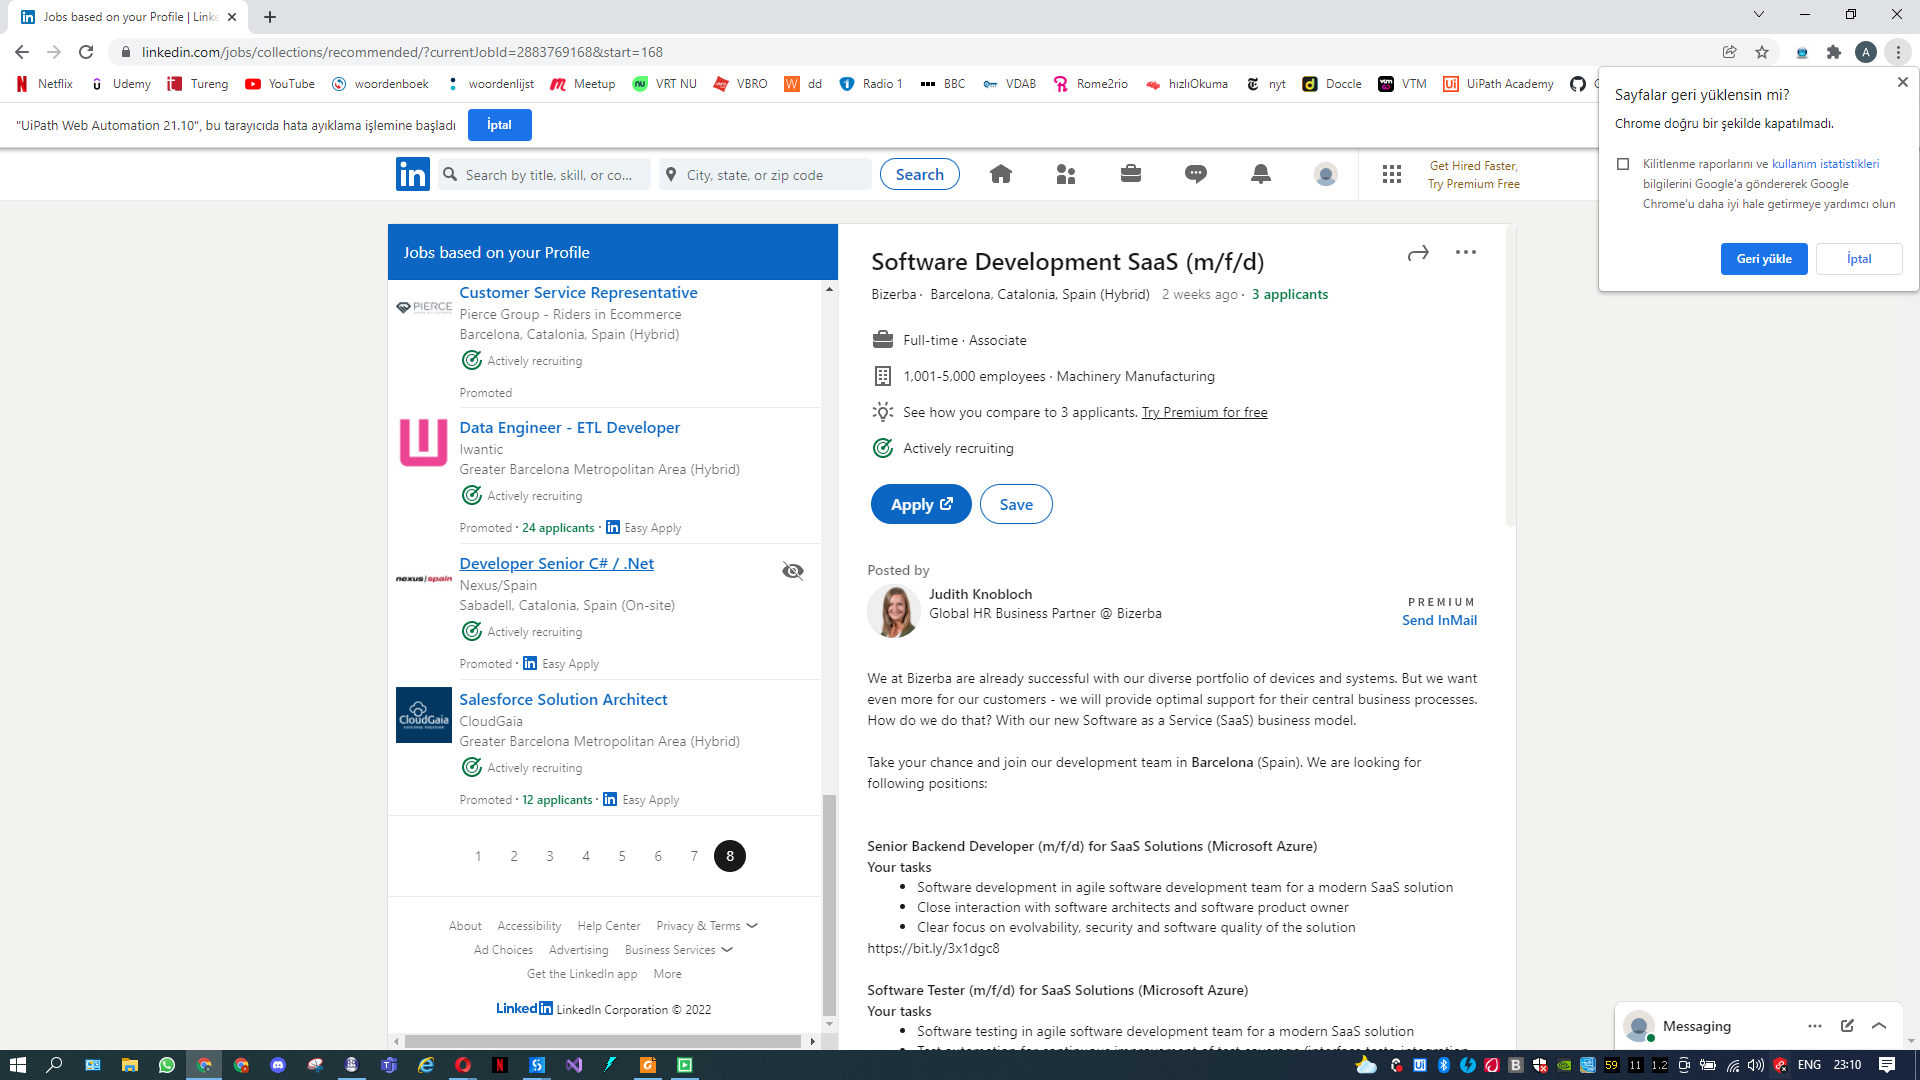 Jobs based on your Profile | Linke
linkedin.com/jobs/collections/recommended/?currentJobId=2883769168&start=168
A
Netflix
Udemy
Tureng
YouTube
woordenboek
woordenlijst
Meetup
VRT NU
VBRO
dd
Radio 1
BBC
VDAB
Rome2rio
hızlıOkuma
nyt
Doccle
VTM
UiPath Academy
"UiPath Web Automation 21.10", bu tarayıcıda hata ayıklama işlemine başladı
İptal
Sayfalar geri yüklensin mi?
Chrome doğru bir şekilde kapatılmadı.
Kilitlenme raporlarını ve kullanım istatistikleri
bilgilerini Google'a göndererek Google
Chrome'u daha iyi hale getirmeye yardımcı olun
Geri yükle
İptal
in
Search by title, skill, or co...
City, state, or zip code
Search
Get Hired Faster,
Try Premium Free
Jobs based on your Profile
PIERCE
Customer Service Representative
Pierce Group - Riders in Ecommerce
Barcelona, Catalonia, Spain (Hybrid)
Actively recruiting
Promoted
Data Engineer - ETL Developer
Iwantic
Greater Barcelona Metropolitan Area (Hybrid)
Actively recruiting
Promoted · 24 applicants · in Easy Apply
nexus|spain
Developer Senior C# / .Net
Nexus/Spain
Sabadell, Catalonia, Spain (On-site)
Actively recruiting
Promoted · in Easy Apply
CloudGaia
Salesforce Solution Architect
CloudGaia
Greater Barcelona Metropolitan Area (Hybrid)
Actively recruiting
Promoted · 12 applicants · in Easy Apply
1 2 3 4 5 6 7 8
About Accessibility Help Center Privacy & Terms
Ad Choices Advertising Business Services
Get the LinkedIn app More
LinkedIn LinkedIn Corporation © 2022
Software Development SaaS (m/f/d)
Bizerba · Barcelona, Catalonia, Spain (Hybrid) 2 weeks ago · 3 applicants
Full-time · Associate
1,001-5,000 employees · Machinery Manufacturing
See how you compare to 3 applicants. Try Premium for free
Actively recruiting
Apply
Save
Posted by
Judith Knobloch
Global HR Business Partner @ Bizerba
PREMIUM
Send InMail
We at Bizerba are already successful with our diverse portfolio of devices and systems. But we want
even more for our customers - we will provide optimal support for their central business processes.
How do we do that? With our new Software as a Service (SaaS) business model.
Take your chance and join our development team in Barcelona (Spain). We are looking for
following positions:
Senior Backend Developer (m/f/d) for SaaS Solutions (Microsoft Azure)
Your tasks
• Software development in agile software development team for a modern SaaS solution
• Close interaction with software architects and software product owner
• Clear focus on evolvability, security and software quality of the solution
https://bit.ly/3x1dgc8
Software Tester (m/f/d) for SaaS Solutions (Microsoft Azure)
Your tasks
• Software testing in agile software development team for a modern SaaS solution
Messaging
59 11 1.2 ENG 23:10